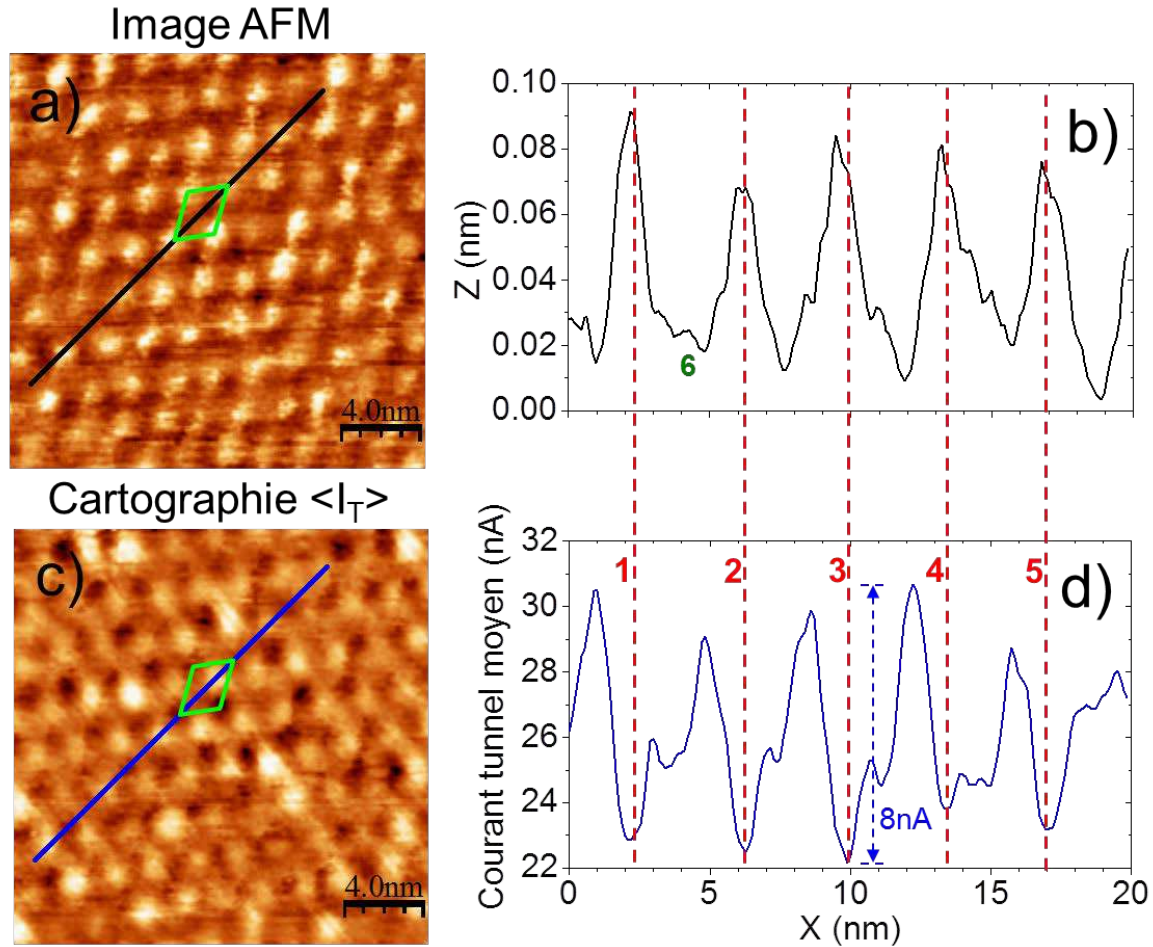 Image AFM
a)
4.0nm
Cartographie <I_T>
c)
4.0nm
b)
Z (nm)
0.10
0.08
0.06
0.04
0.02
0.00
6
d)
Courant tunnel moyen (nA)
32
30
28
26
24
22
1 2 3 4 5
8nA
0 5 10 15 20
X (nm)